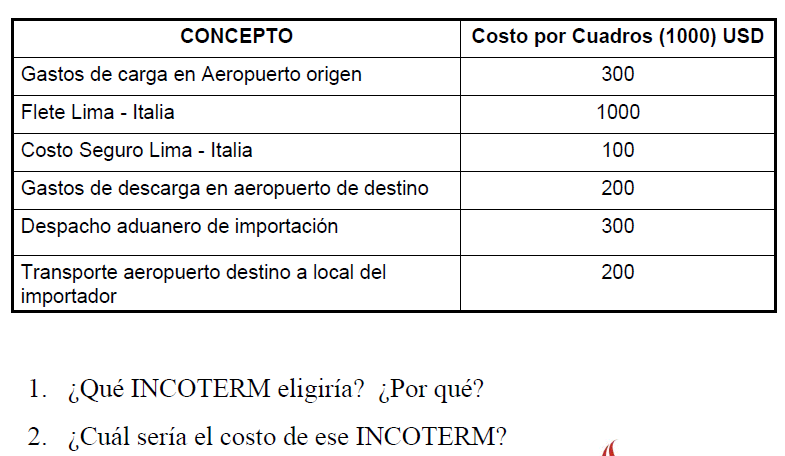 CONCEPTO Costo por Cuadros (1000) USD
Gastos de carga en Aeropuerto origen 300
Flete Lima - Italia 1000
Costo Seguro Lima - Italia 100
Gastos de descarga en aeropuerto de destino 200
Despacho aduanero de importación 300
Transporte aeropuerto destino a local del 200
importador
1. ¿Qué INCOTERM eligiría? ¿Por qué?
2. ¿Cuál sería el costo de ese INCOTERM?